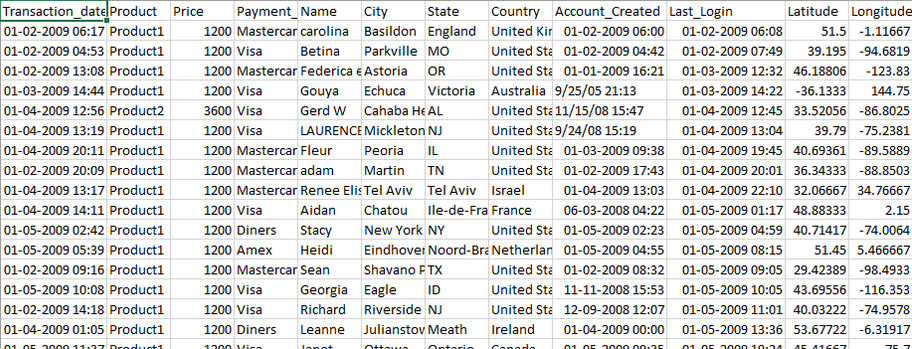 Transaction_date Product Price Payment_ Name City State Country Account_Created Last_Login Latitude Longitude
01-02-2009 06:17 Product1 1200 Mastercar carolina Basildon England United Kin 01-02-2009 06:00 01-02-2009 06:08 51.5 -1.11667
01-02-2009 04:53 Product1 1200 Visa Betina Parkville MO United Sta 01-02-2009 04:42 01-02-2009 07:49 39.195 -94.6819
01-02-2009 13:08 Product1 1200 Mastercar Federica e Astoria OR United Sta 01-01-2009 16:21 01-03-2009 12:32 46.18806 -123.83
01-03-2009 14:44 Product1 1200 Visa Gouya Echuca Victoria Australia 9/25/05 21:13 01-03-2009 14:22 -36.1333 144.75
01-04-2009 12:56 Product2 3600 Visa Gerd W Cahaba He AL United Sta 11/15/08 15:47 01-04-2009 12:45 33.52056 -86.8025
01-04-2009 13:19 Product1 1200 Visa LAURENCE Mickleton NJ United Sta 9/24/08 15:19 01-04-2009 13:04 39.79 -75.2381
01-04-2009 20:11 Product1 1200 Mastercar Fleur Peoria IL United Sta 01-03-2009 09:38 01-04-2009 19:45 40.69361 -89.5889
01-02-2009 20:09 Product1 1200 Mastercar adam Martin TN United Sta 01-02-2009 17:43 01-04-2009 20:01 36.34333 -88.8503
01-04-2009 13:17 Product1 1200 Mastercar Renee Elis Tel Aviv Tel Aviv Israel 01-04-2009 13:03 01-04-2009 22:10 32.06667 34.76667
01-04-2009 14:11 Product1 1200 Visa Aidan Chatou Ile-de-Fra France 06-03-2008 04:22 01-05-2009 01:17 48.88333 2.15
01-05-2009 02:42 Product1 1200 Diners Stacy New York NY United Sta 01-05-2009 02:23 01-05-2009 04:59 40.71417 -74.0064
01-05-2009 05:39 Product1 1200 Amex Heidi Eindhoven Noord-Bra Netherlan 01-05-2009 04:55 01-05-2009 08:15 51.45 5.466667
01-02-2009 09:16 Product1 1200 Mastercar Sean Shavano P TX United Sta 01-02-2009 08:32 01-05-2009 09:05 29.42389 -98.4933
01-05-2009 10:08 Product1 1200 Visa Georgia Eagle ID United Sta 11-11-2008 15:53 01-05-2009 10:05 43.69556 -116.353
01-02-2009 14:18 Product1 1200 Visa Richard Riverside NJ United Sta 12-09-2008 12:07 01-05-2009 11:01 40.03222 -74.9578
01-04-2009 01:05 Product1 1200 Diners Leanne Julianstow Meath Ireland 01-04-2009 00:00 01-05-2009 13:36 53.67722 -6.31917